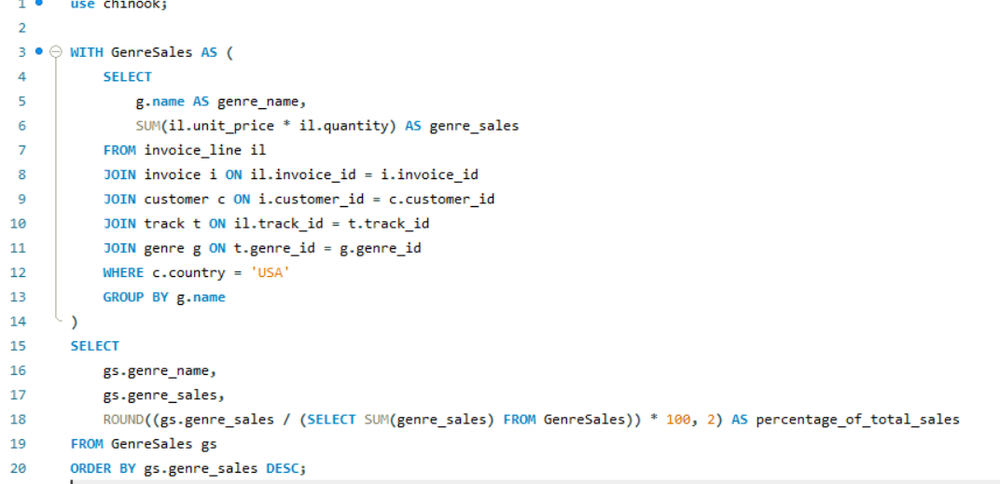 1 use chinook;
2
3 WITH GenreSales AS (
4 SELECT
5 g.name AS genre_name,
6 SUM(il.unit_price * il.quantity) AS genre_sales
7 FROM invoice_line il
8 JOIN invoice i ON il.invoice_id = i.invoice_id
9 JOIN customer c ON i.customer_id = c.customer_id
10 JOIN track t ON il.track_id = t.track_id
11 JOIN genre g ON t.genre_id = g.genre_id
12 WHERE c.country = 'USA'
13 GROUP BY g.name
14 )
15 SELECT
16 gs.genre_name,
17 gs.genre_sales,
18 ROUND((gs.genre_sales / (SELECT SUM(genre_sales) FROM GenreSales)) * 100, 2) AS percentage_of_total_sales
19 FROM GenreSales gs
20 ORDER BY gs.genre_sales DESC;